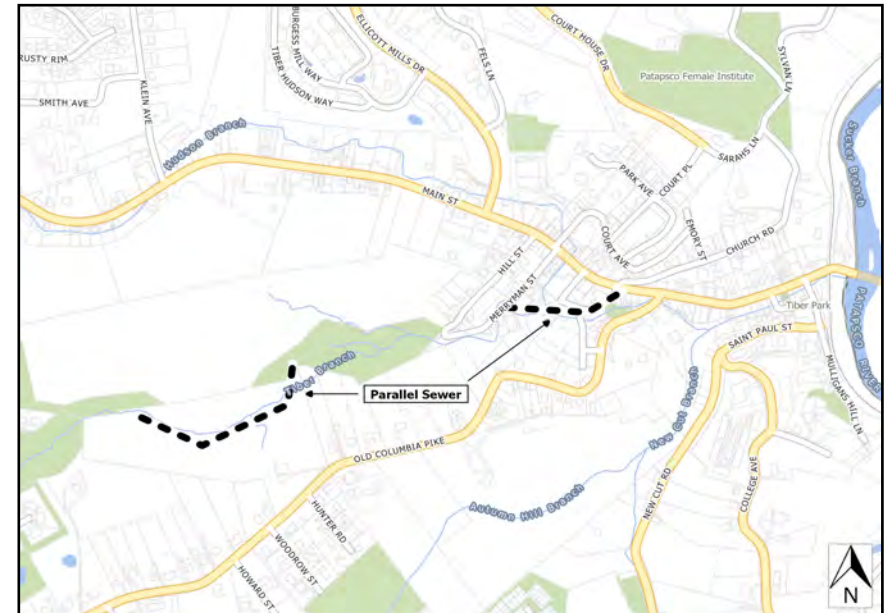 RUSTY RIM
SMITH AVE
KLEIN AVE
BURGESS MILL WAY
TIBER HUDSON WAY
ELLICOTT MILLS DR
FELS LN
COURT HOUSE DR
Patapsco Female Institute
SYLVAN LN
SARAHS LN
Hudson Branch
MAIN ST
PARK AVE
COURT PL
EMORY ST
COURT AVE
CHURCH RD
HILL ST
MERRYMAN ST
Sucker Branch
PATAPSCO RIVER
Tiber Park
SAINT PAUL ST
MULLIGANS HILL LN
Tiber Branch
Parallel Sewer
OLD COLUMBIA PIKE
New Cut Branch
NEW CUT RD
COLLEGE AVE
Autumn Hill Branch
HUNTER RD
WOODROW ST
HOWARD ST
N